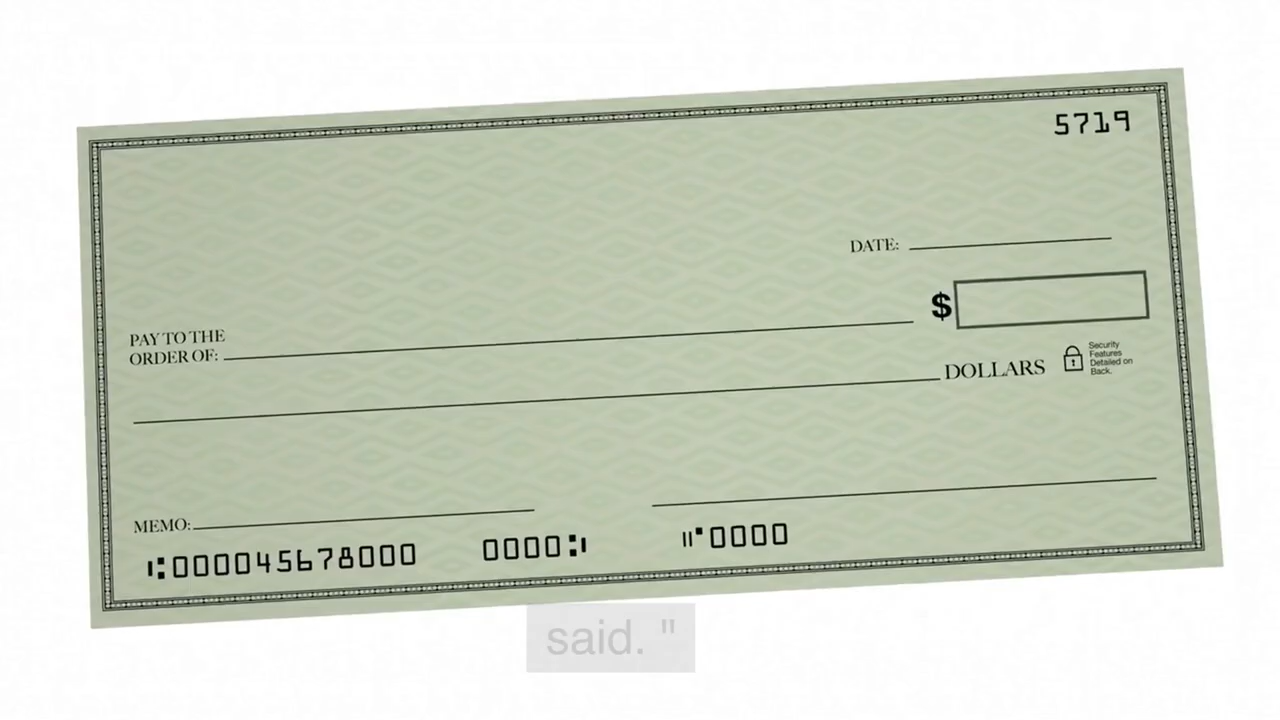 5719
DATE:
PAY TO THE
ORDER OF:
$
DOLLARS
Security
Features
Detailed on
Back.
MEMO:
⑆000045678000 0000⑆ ⑈0000
said. "